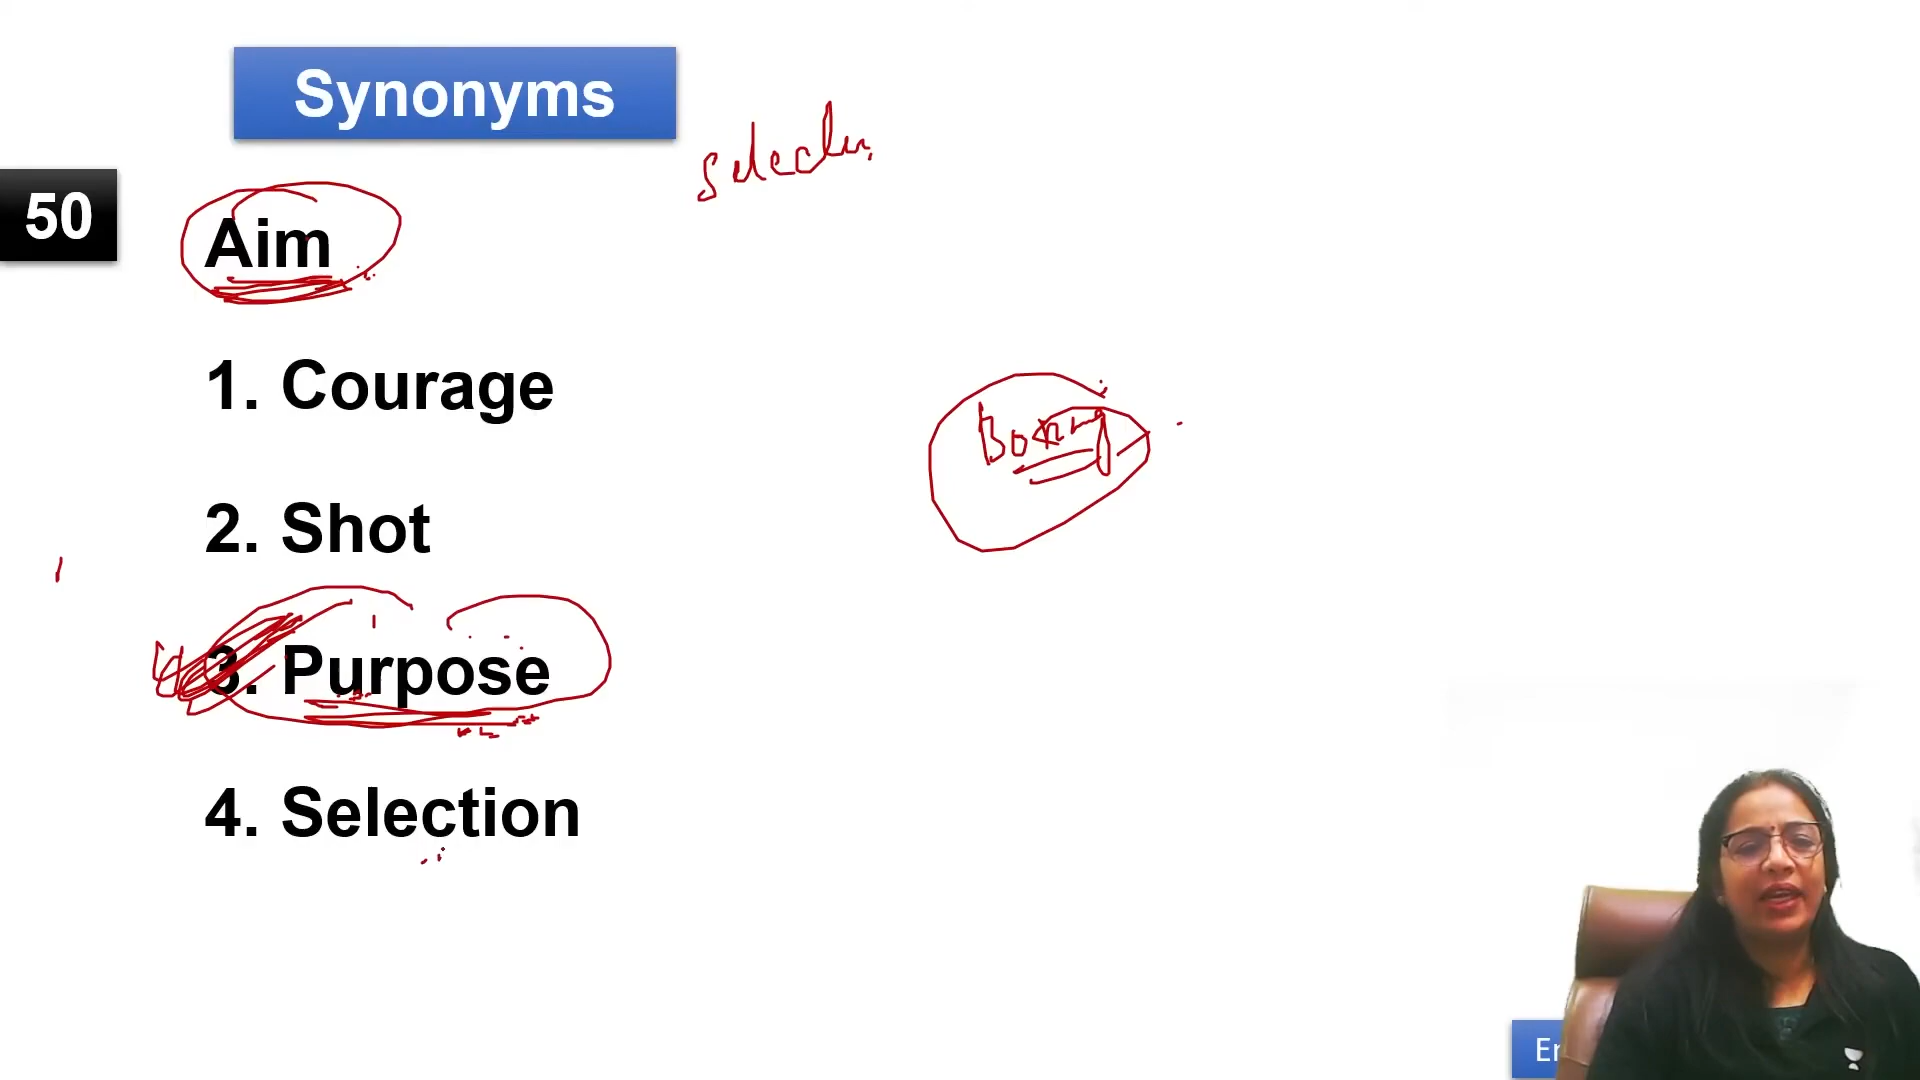 Synonyms
50
Aim
1. Courage
2. Shot
3. Purpose
4. Selection